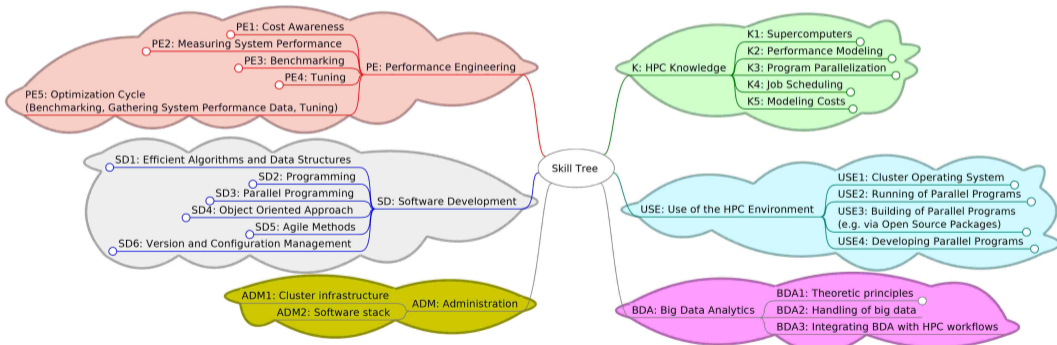 PE1: Cost Awareness
PE2: Measuring System Performance
PE3: Benchmarking
PE4: Tuning
PE5: Optimization Cycle
(Benchmarking, Gathering System Performance Data, Tuning)
PE: Performance Engineering
SD1: Efficient Algorithms and Data Structures
SD2: Programming
SD3: Parallel Programming
SD4: Object Oriented Approach
SD5: Agile Methods
SD6: Version and Configuration Management
SD: Software Development
ADM1: Cluster infrastructure
ADM2: Software stack
ADM: Administration
Skill Tree
K: HPC Knowledge
K1: Supercomputers
K2: Performance Modeling
K3: Program Parallelization
K4: Job Scheduling
K5: Modeling Costs
USE: Use of the HPC Environment
USE1: Cluster Operating System
USE2: Running of Parallel Programs
USE3: Building of Parallel Programs
(e.g. via Open Source Packages)
USE4: Developing Parallel Programs
BDA: Big Data Analytics
BDA1: Theoretic principles
BDA2: Handling of big data
BDA3: Integrating BDA with HPC workflows